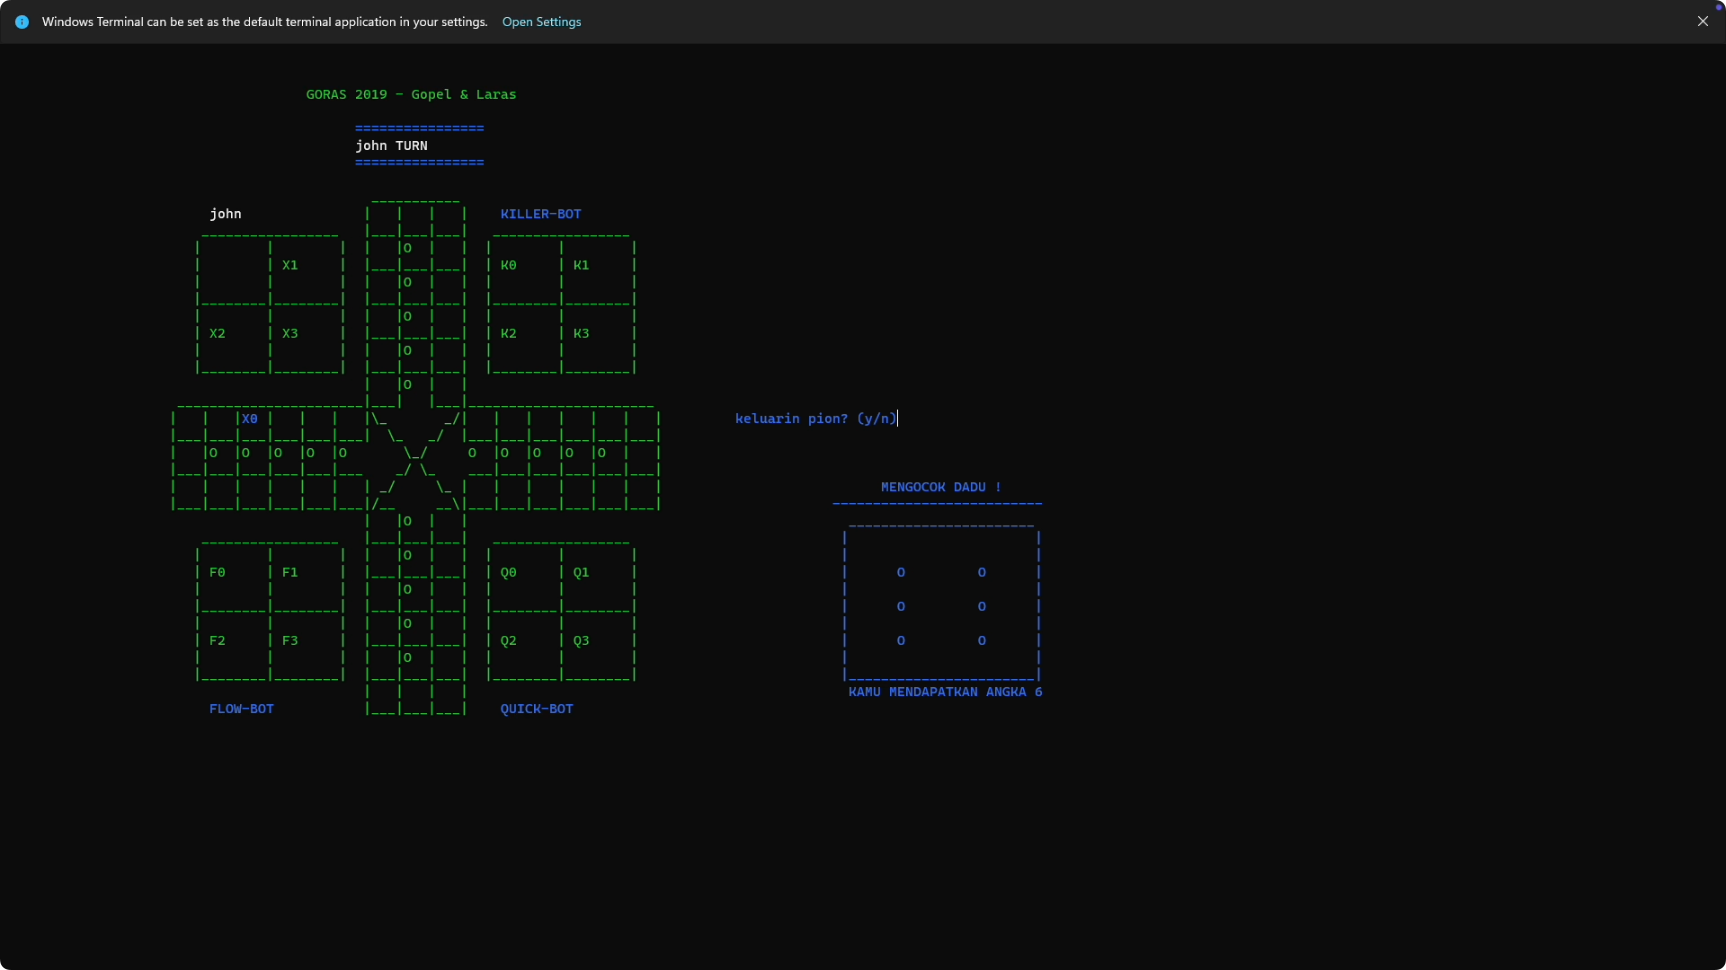 Windows Terminal can be set as the default terminal application in your settings. Open Settings
GORAS 2019 - Gopel & Laras
================
john TURN
================
john KILLER-BOT
O
X1 K0 K1
O
O
X2 X3 K2 K3
O
O
X0 keluarin pion? (y/n)
O O O O O O O O O O
MENGOCOK DADU !
O
O
F0 F1 Q0 Q1 O O
O
O O
O
F2 F3 Q2 Q3 O O
O
KAMU MENDAPATKAN ANGKA 6
FLOW-BOT QUICK-BOT